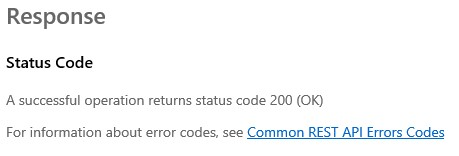 Response
Status Code
A successful operation returns status code 200 (OK)
For information about error codes, see Common REST API Errors Codes